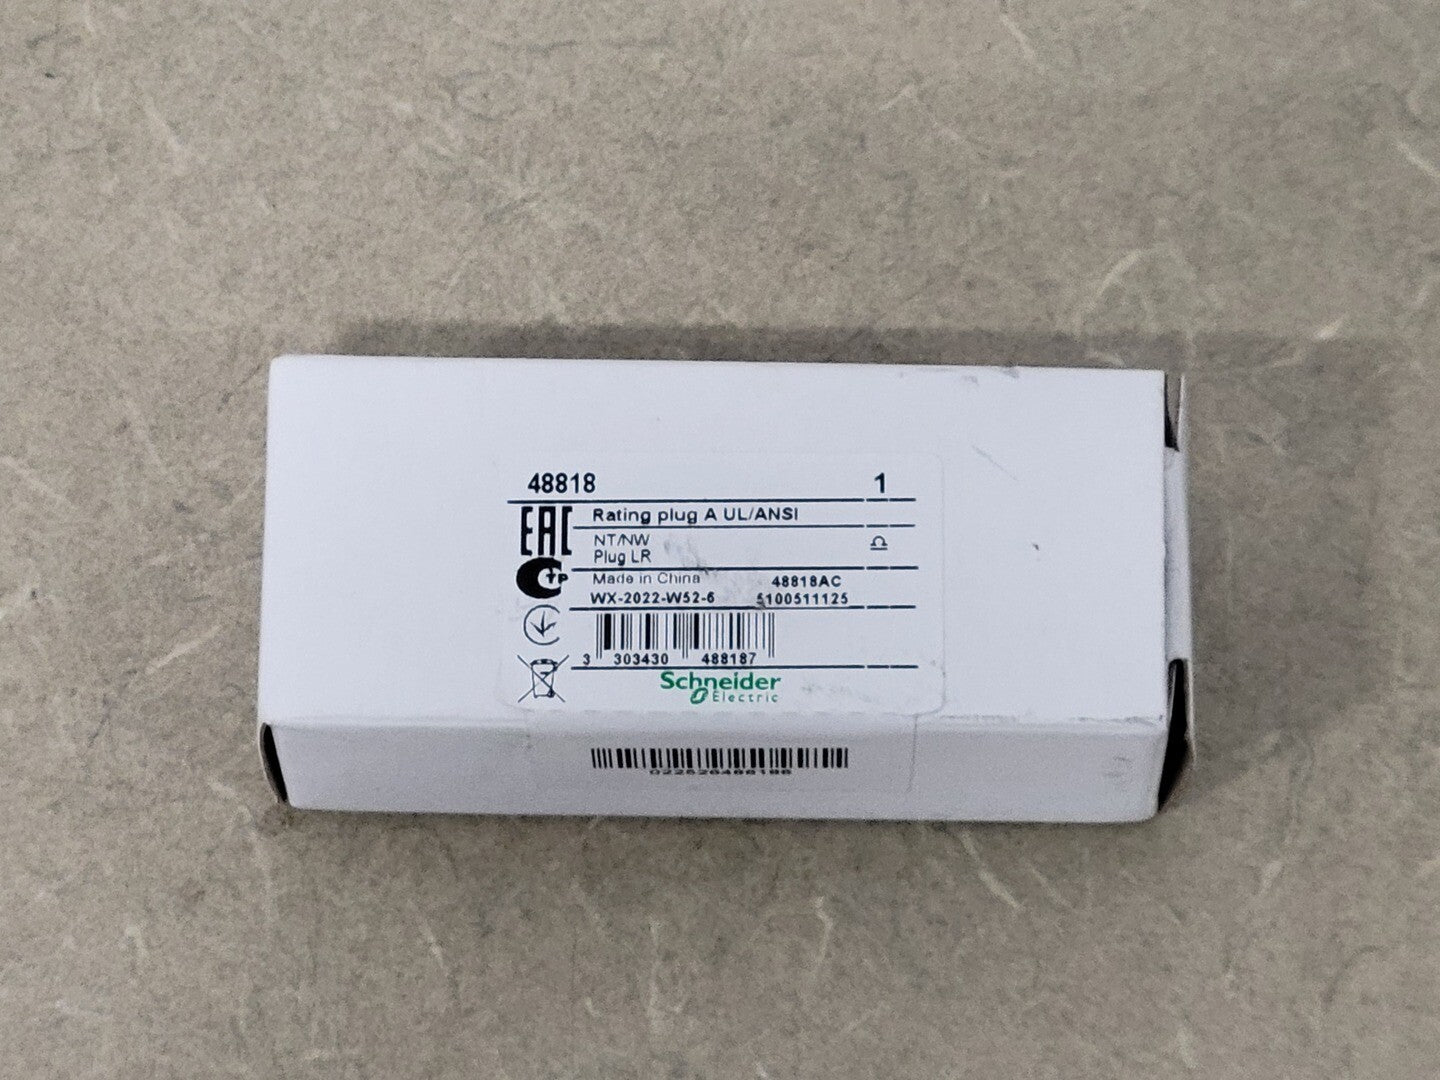 48818 1
EAC Rating plug A UL/ANSI
NT/NW
Plug LR
Made in China 48818AC
WX-2022-W52-6 5100511125
3 303430 488187
Schneider
Electric